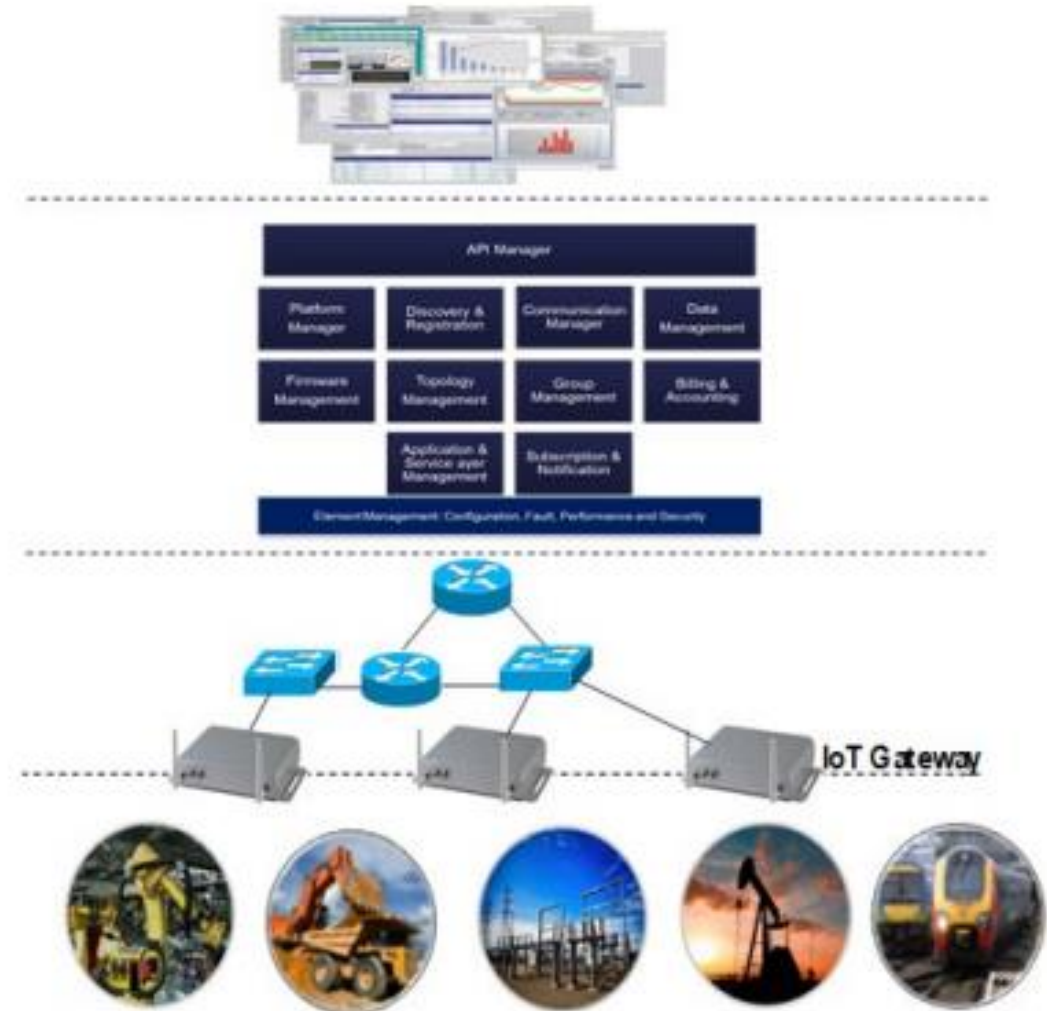 API Manager
Platform
Manager
Discovery &
Registration
Communication
Manager
Data
Management
Firmware
Management
Topology
Management
Group
Management
Billing &
Accounting
Application &
Service ayer
Management
Subscription &
Notification
Element Management: Configuration, Fault, Performance and Security
IoT Gateway